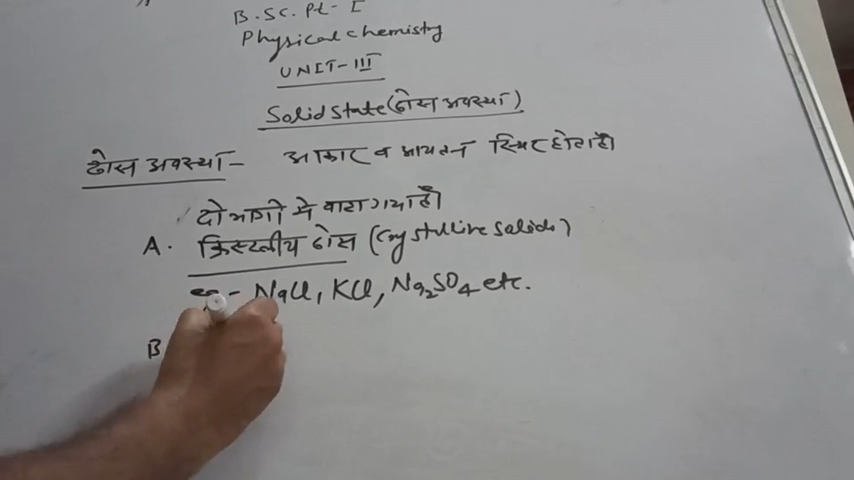 B.Sc. Pt-I
Physical chemistry
UNIT-III
Solid State (ठोस अवस्था)
ठोस अवस्था- आकार व आयतन स्थिर होता है।
दो भागो मे बाटा गया है।
A. क्रिस्टलीय ठोस (Crystalline Solids)
eg- NaCl, KCl, Na₂SO₄ etc.
B